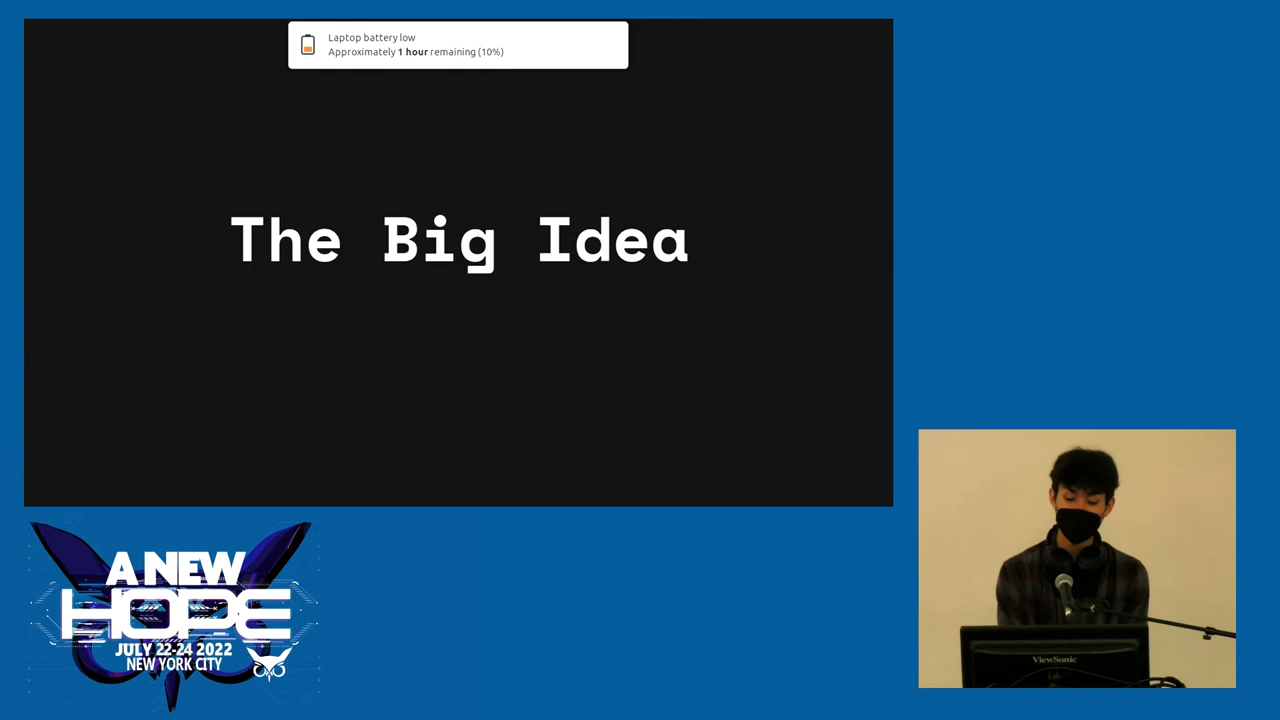 Laptop battery low
Approximately 1 hour remaining (10%)
The Big Idea
A NEW
HOPE
JULY 22-24 2022
NEW YORK CITY
ViewSonic